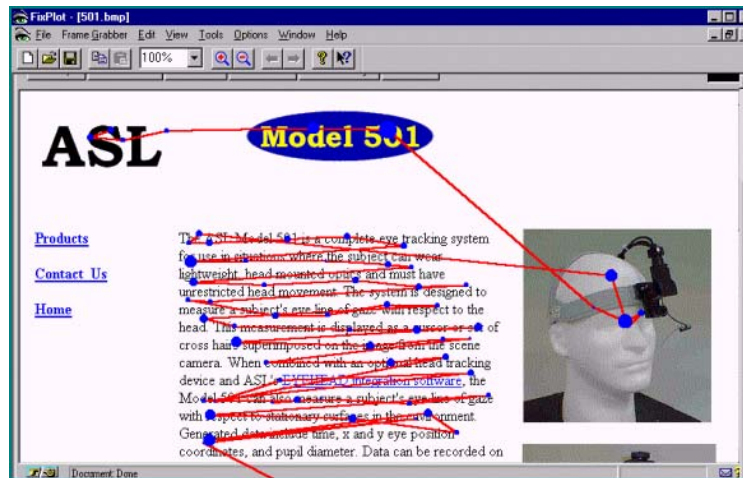 FixPlot - [501.bmp]
File Frame Grabber Edit View Tools Options Window Help
100%
ASL
Model 501
Products
Contact Us
Home
The ASL Model 501 is a complete eye tracking system
for use in situations where the subject can wear
lightweight, head mounted optics and must have
unrestricted head movement. The system is designed to
measure a subject's eye line of gaze with respect to the
head. This measurement is displayed as a cursor or set of
cross hairs superimposed on the image from the scene
camera. When combined with an optional head tracking
device and ASL's EYEHEAD integration software, the
Model 501 can also measure a subject's eye line of gaze
with respect to stationary surfaces in the environment.
Generated data include time, x and y eye position
coordinates, and pupil diameter. Data can be recorded on
Document: Done